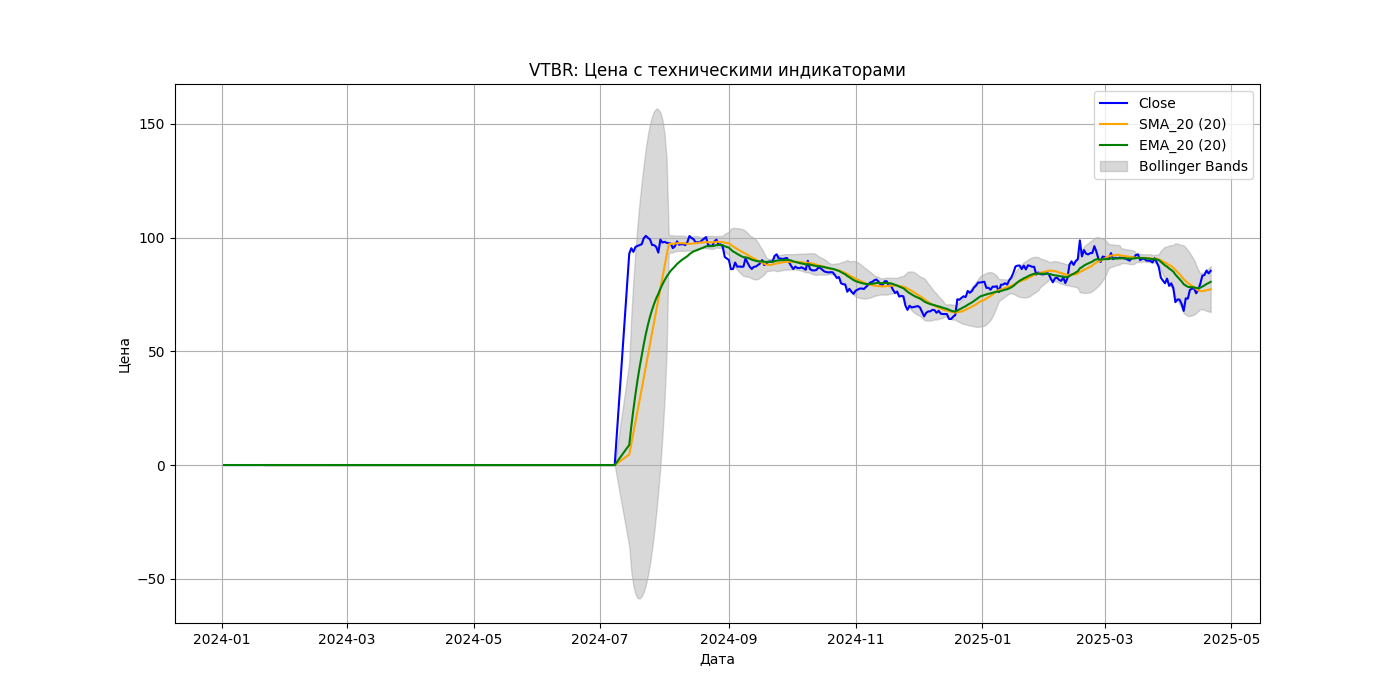 VTBR: Цена с техническими индикаторами
Close
SMA_20 (20)
EMA_20 (20)
Bollinger Bands
150
100
50
0
−50
Цена
2024-01 2024-03 2024-05 2024-07 2024-09 2024-11 2025-01 2025-03 2025-05
Дата